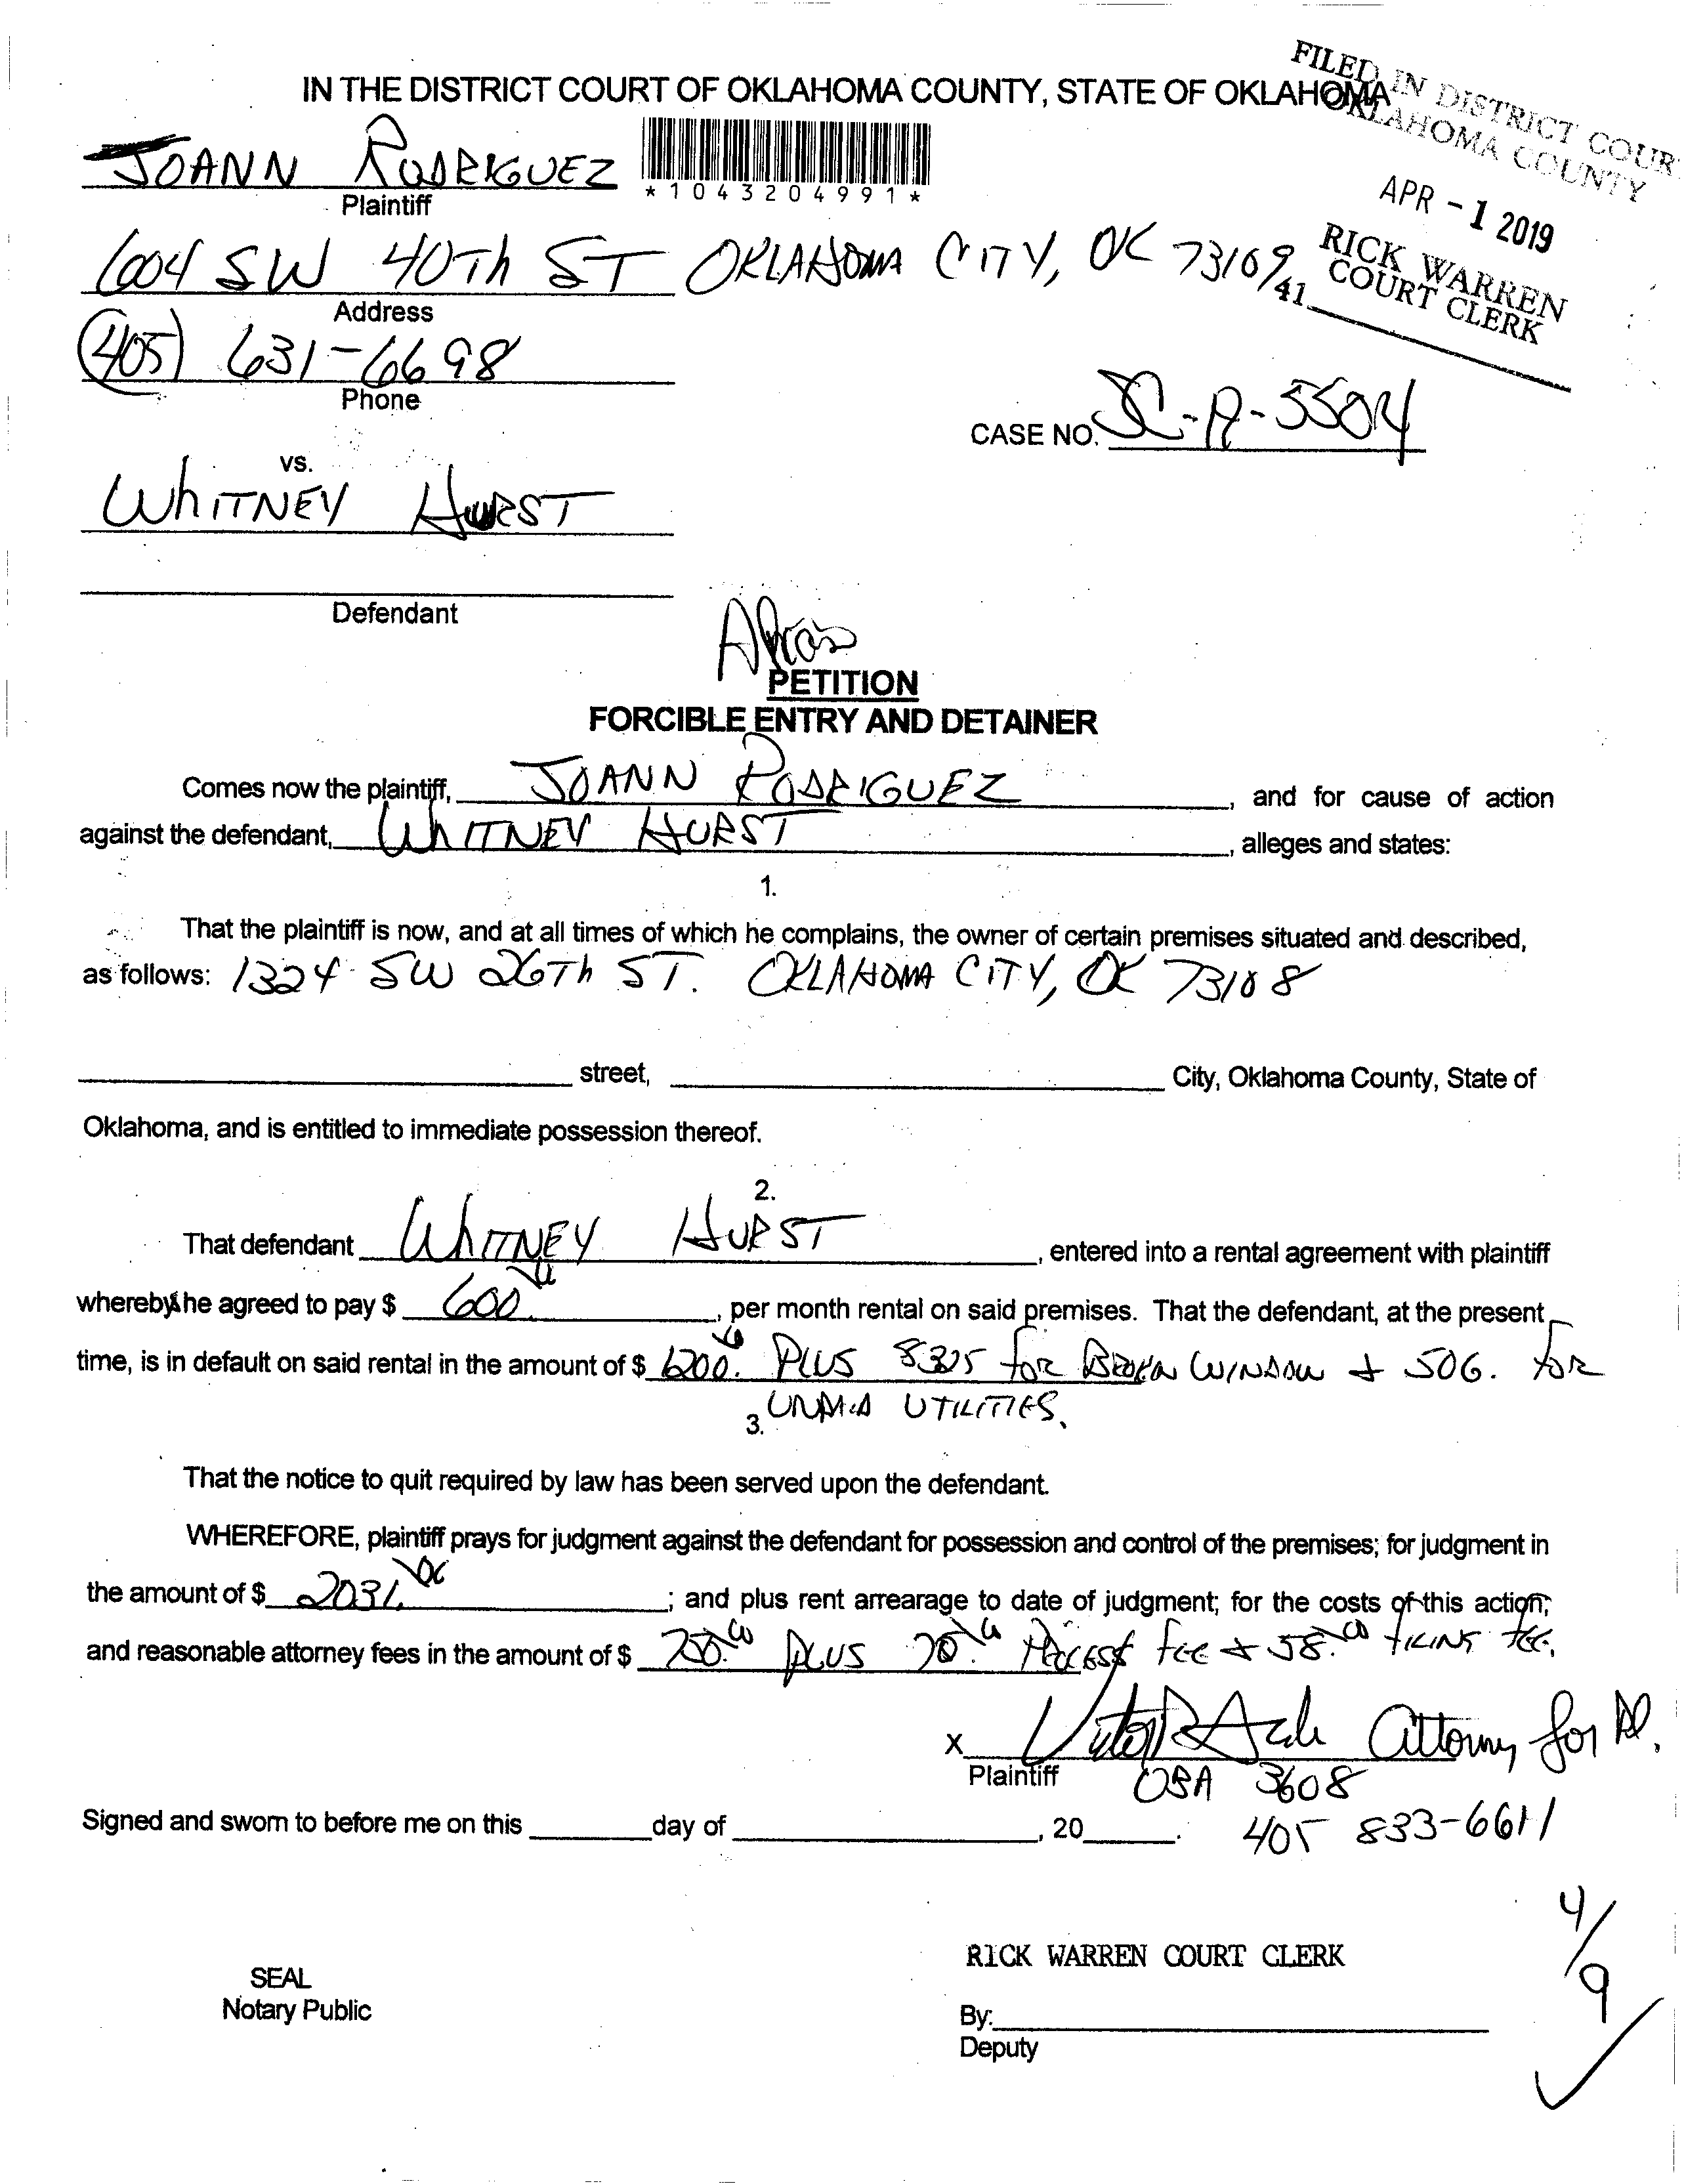 FILED IN DISTRICT COUR
OKLAHOMA COUNTY
IN THE DISTRICT COURT OF OKLAHOMA COUNTY, STATE OF OKLAHOMA
APR - 1 2019
RICK WARREN
COURT CLERK
41
JOANN RODRIGUEZ
*1043204991*
Plaintiff
604 SW 40Th ST OKLAHOMA CITY, OK 73109
Address
(405) 631-6698
Phone
CASE NO. SC-19-5504
vs.
WhITNEY HURST
Defendant
Alias
PETITION
FORCIBLE ENTRY AND DETAINER
Comes now the plaintiff, JOANN RODRIGUEZ, and for cause of action
against the defendant, WhITNEY HURST, alleges and states:
1.
That the plaintiff is now, and at all times of which he complains, the owner of certain premises situated and described,
as follows: 1324 SW 26Th ST. OKLAHOMA CITY, OK 73108
street, City, Oklahoma County, State of
Oklahoma, and is entitled to immediate possession thereof.
2.
That defendant WhITNEY HURST, entered into a rental agreement with plaintiff
whereby she agreed to pay $ 600., per month rental on said premises. That the defendant, at the present
time, is in default on said rental in the amount of $ 1200. PLUS for BROKEN WINDOW + 506. for
UNPAID UTILITIES.
3.
That the notice to quit required by law has been served upon the defendant.
WHEREFORE, plaintiff prays for judgment against the defendant for possession and control of the premises; for judgment in
the amount of $ 2031.; and plus rent arrearage to date of judgment; for the costs of this action;
and reasonable attorney fees in the amount of $ PLUS PROCESS fee + 58.00 FILING FEE.
x Attorney for Pl.
Plaintiff OBA 3608
Signed and sworn to before me on this day of , 20 . 405 833-6611
4/9
RICK WARREN COURT CLERK
SEAL
Notary Public
By:
Deputy